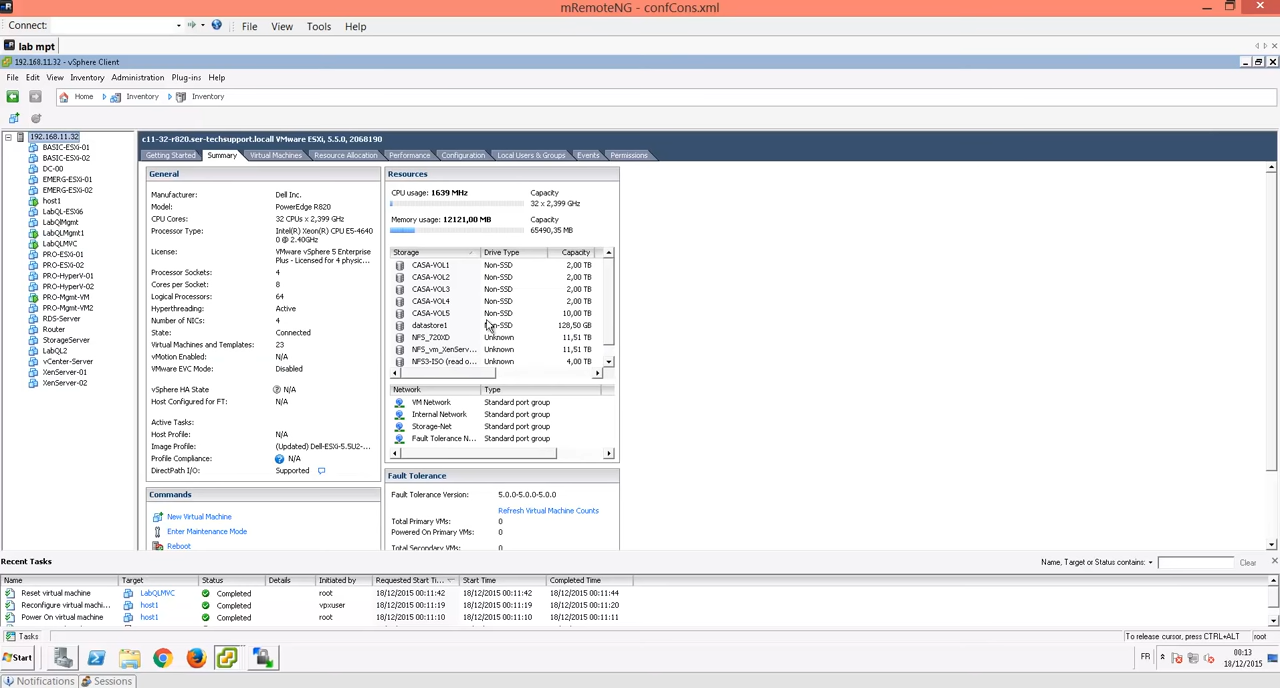 mRemoteNG - confCons.xml
Connect: File View Tools Help
lab mpt
192.168.11.32 - vSphere Client
File Edit View Inventory Administration Plug-ins Help
Home Inventory Inventory
192.168.11.32
BASIC-ESXi-01
BASIC-ESXi-02
DC-00
EMERG-ESXi-01
EMERG-ESXi-02
host1
LabQL-ESXi6
LabQlMgmt
LabQLMgmt1
LabQLMVC
PRO-ESXi-01
PRO-ESXi-02
PRO-HyperV-01
PRO-HyperV-02
PRO-Mgmt-VM
PRO-Mgmt-VM2
RDS-Server
Router
StorageServer
LabQL2
vCenter-Server
XenServer-01
XenServer-02
c11-32-r820.ser-techsupport.locall VMware ESXi, 5.5.0, 2068190
Getting Started Summary Virtual Machines Resource Allocation Performance Configuration Local Users & Groups Events Permissions
General
Manufacturer: Dell Inc.
Model: PowerEdge R820
CPU Cores: 32 CPUs x 2,399 GHz
Processor Type: Intel(R) Xeon(R) CPU E5-4640
0 @ 2.40GHz
License: VMware vSphere 5 Enterprise
Plus - Licensed for 4 physic...
Processor Sockets: 4
Cores per Socket: 8
Logical Processors: 64
Hyperthreading: Active
Number of NICs: 4
State: Connected
Virtual Machines and Templates: 23
vMotion Enabled: N/A
VMware EVC Mode: Disabled
vSphere HA State N/A
Host Configured for FT: N/A
Active Tasks:
Host Profile: N/A
Image Profile: (Updated) Dell-ESXi-5.5U2-...
Profile Compliance: N/A
DirectPath I/O: Supported
Commands
New Virtual Machine
Enter Maintenance Mode
Reboot
Resources
CPU usage: 1639 MHz Capacity
32 x 2,399 GHz
Memory usage: 12121,00 MB Capacity
65490,35 MB
Storage Drive Type Capacity
CASA-VOL1 Non-SSD 2,00 TB
CASA-VOL2 Non-SSD 2,00 TB
CASA-VOL3 Non-SSD 2,00 TB
CASA-VOL4 Non-SSD 2,00 TB
CASA-VOL5 Non-SSD 10,00 TB
datastore1 Non-SSD 128,50 GB
NFS_720XD Unknown 11,51 TB
NFS_vm_XenServ... Unknown 11,51 TB
NFS3-ISO (read o... Unknown 4,00 TB
Network Type
VM Network Standard port group
Internal Network Standard port group
Storage-Net Standard port group
Fault Tolerance N... Standard port group
Fault Tolerance
Fault Tolerance Version: 5.0.0-5.0.0-5.0.0
Refresh Virtual Machine Counts
Total Primary VMs: 0
Powered On Primary VMs: 0
Total Secondary VMs: 0
Recent Tasks Name, Target or Status contains: Clear
Name Target Status Details Initiated by Requested Start Ti... Start Time Completed Time
Reset virtual machine LabQLMVC Completed root 18/12/2015 00:11:42 18/12/2015 00:11:42 18/12/2015 00:11:44
Reconfigure virtual machi... host1 Completed vpxuser 18/12/2015 00:11:19 18/12/2015 00:11:19 18/12/2015 00:11:20
Power On virtual machine host1 Completed root 18/12/2015 00:11:10 18/12/2015 00:11:10 18/12/2015 00:11:11
Tasks To release cursor, press CTRL+ALT root
Start FR 00:13
18/12/2015
Notifications Sessions